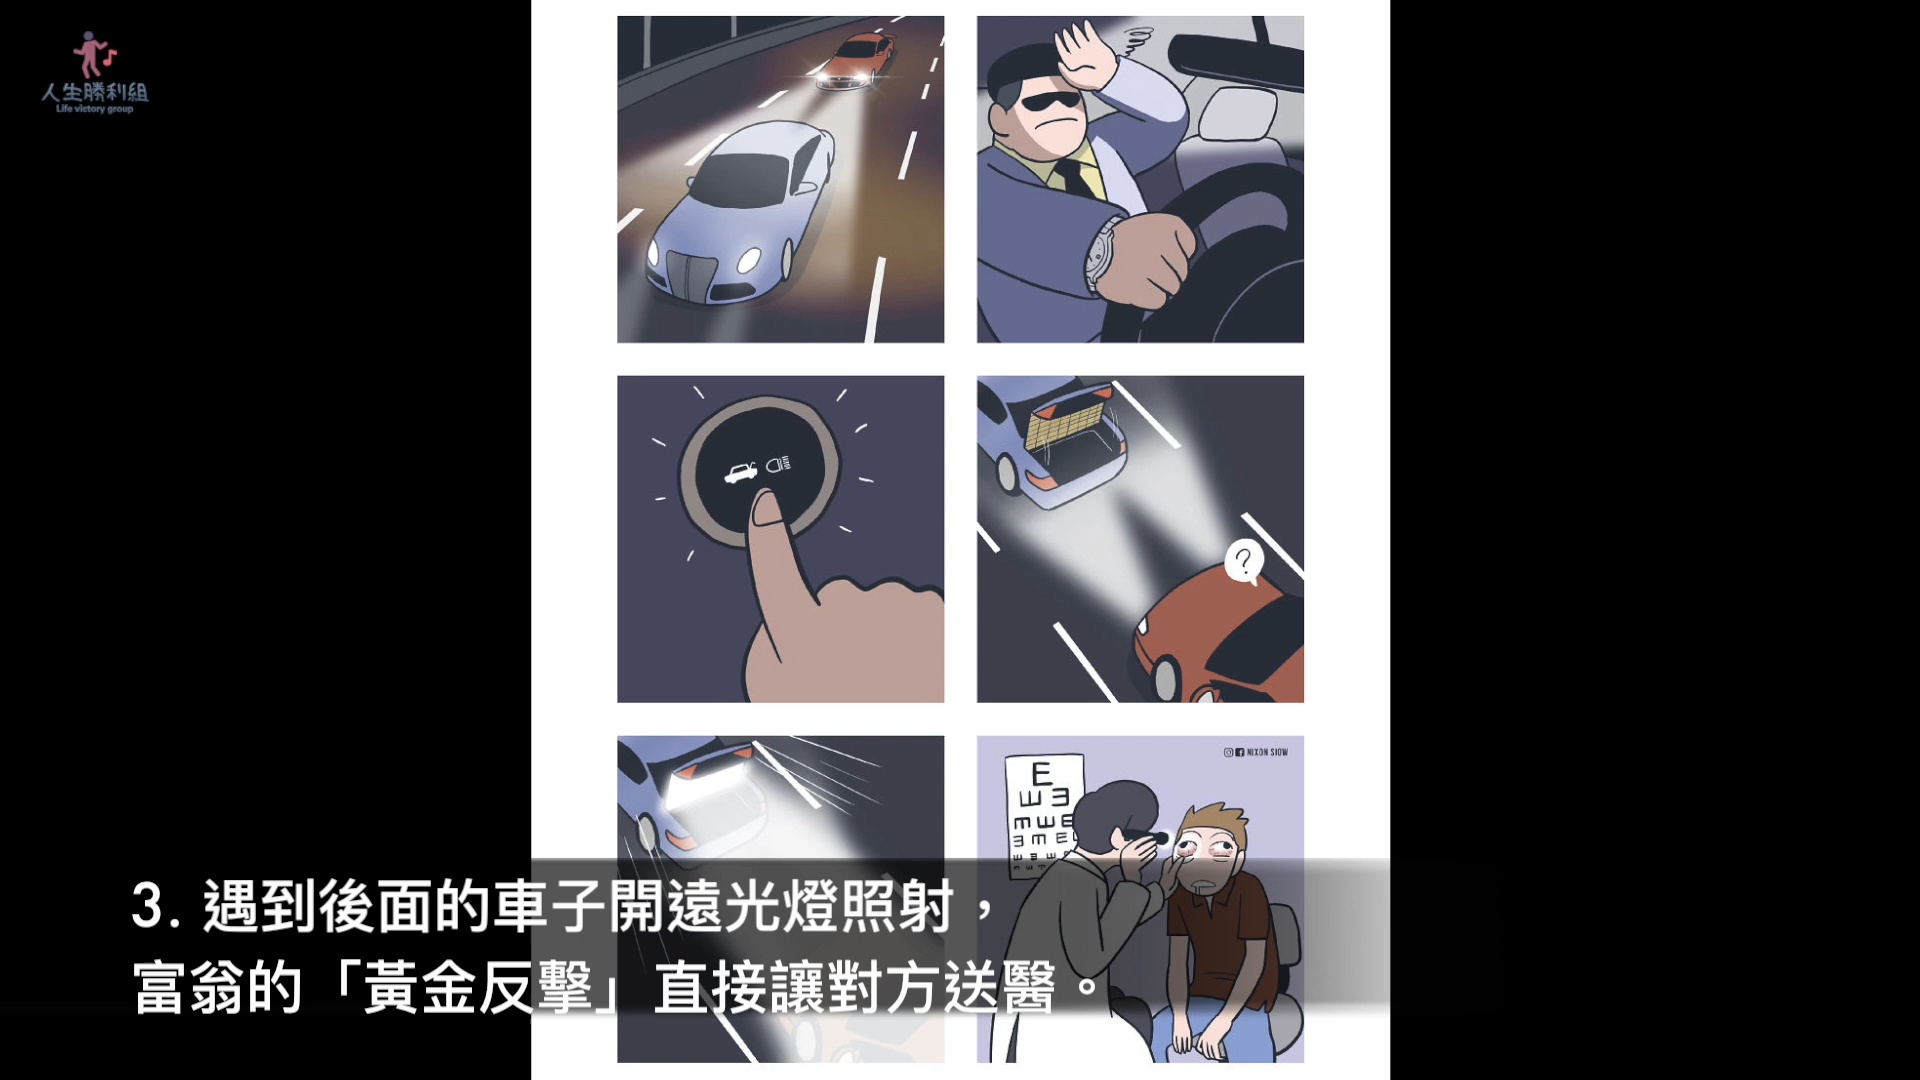 人生勝利組
Life victory group
?
NIXON SIOW
E
3. 遇到後面的車子開遠光燈照射，
富翁的「黃金反擊」直接讓對方送醫。